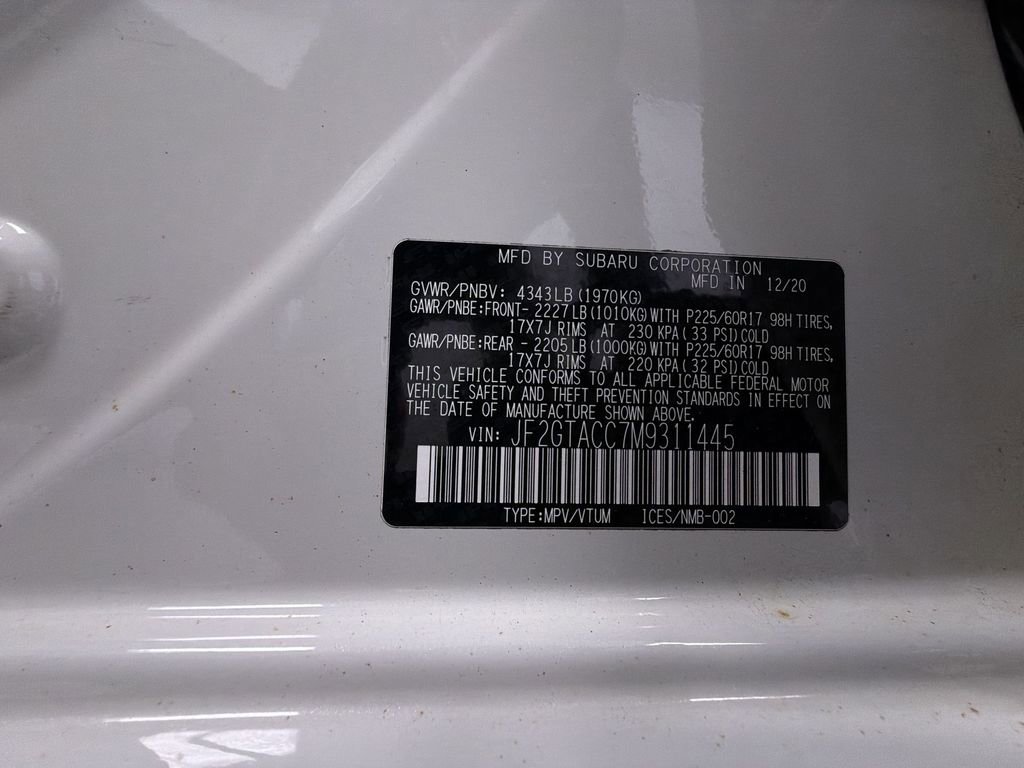 MFD BY SUBARU CORPORATION
MFD IN 12/20
GVWR/PNBV: 4343LB(1970KG)
GAWR/PNBE:FRONT- 2227LB(1010KG)WITH P225/60R17 98H TIRES,
17X7J RIMS AT 230 KPA(33 PSI)COLD
GAWR/PNBE:REAR - 2205LB(1000KG)WITH P225/60R17 98H TIRES,
17X7J RIMS AT 220 KPA(32 PSI)COLD
THIS VEHICLE CONFORMS TO ALL APPLICABLE FEDERAL MOTOR
VEHICLE SAFETY AND THEFT PREVENTION STANDARDS IN EFFECT ON
THE DATE OF MANUFACTURE SHOWN ABOVE.
VIN: JF2GTACC7M9311445
TYPE:MPV/VTUM ICES/NMB-002